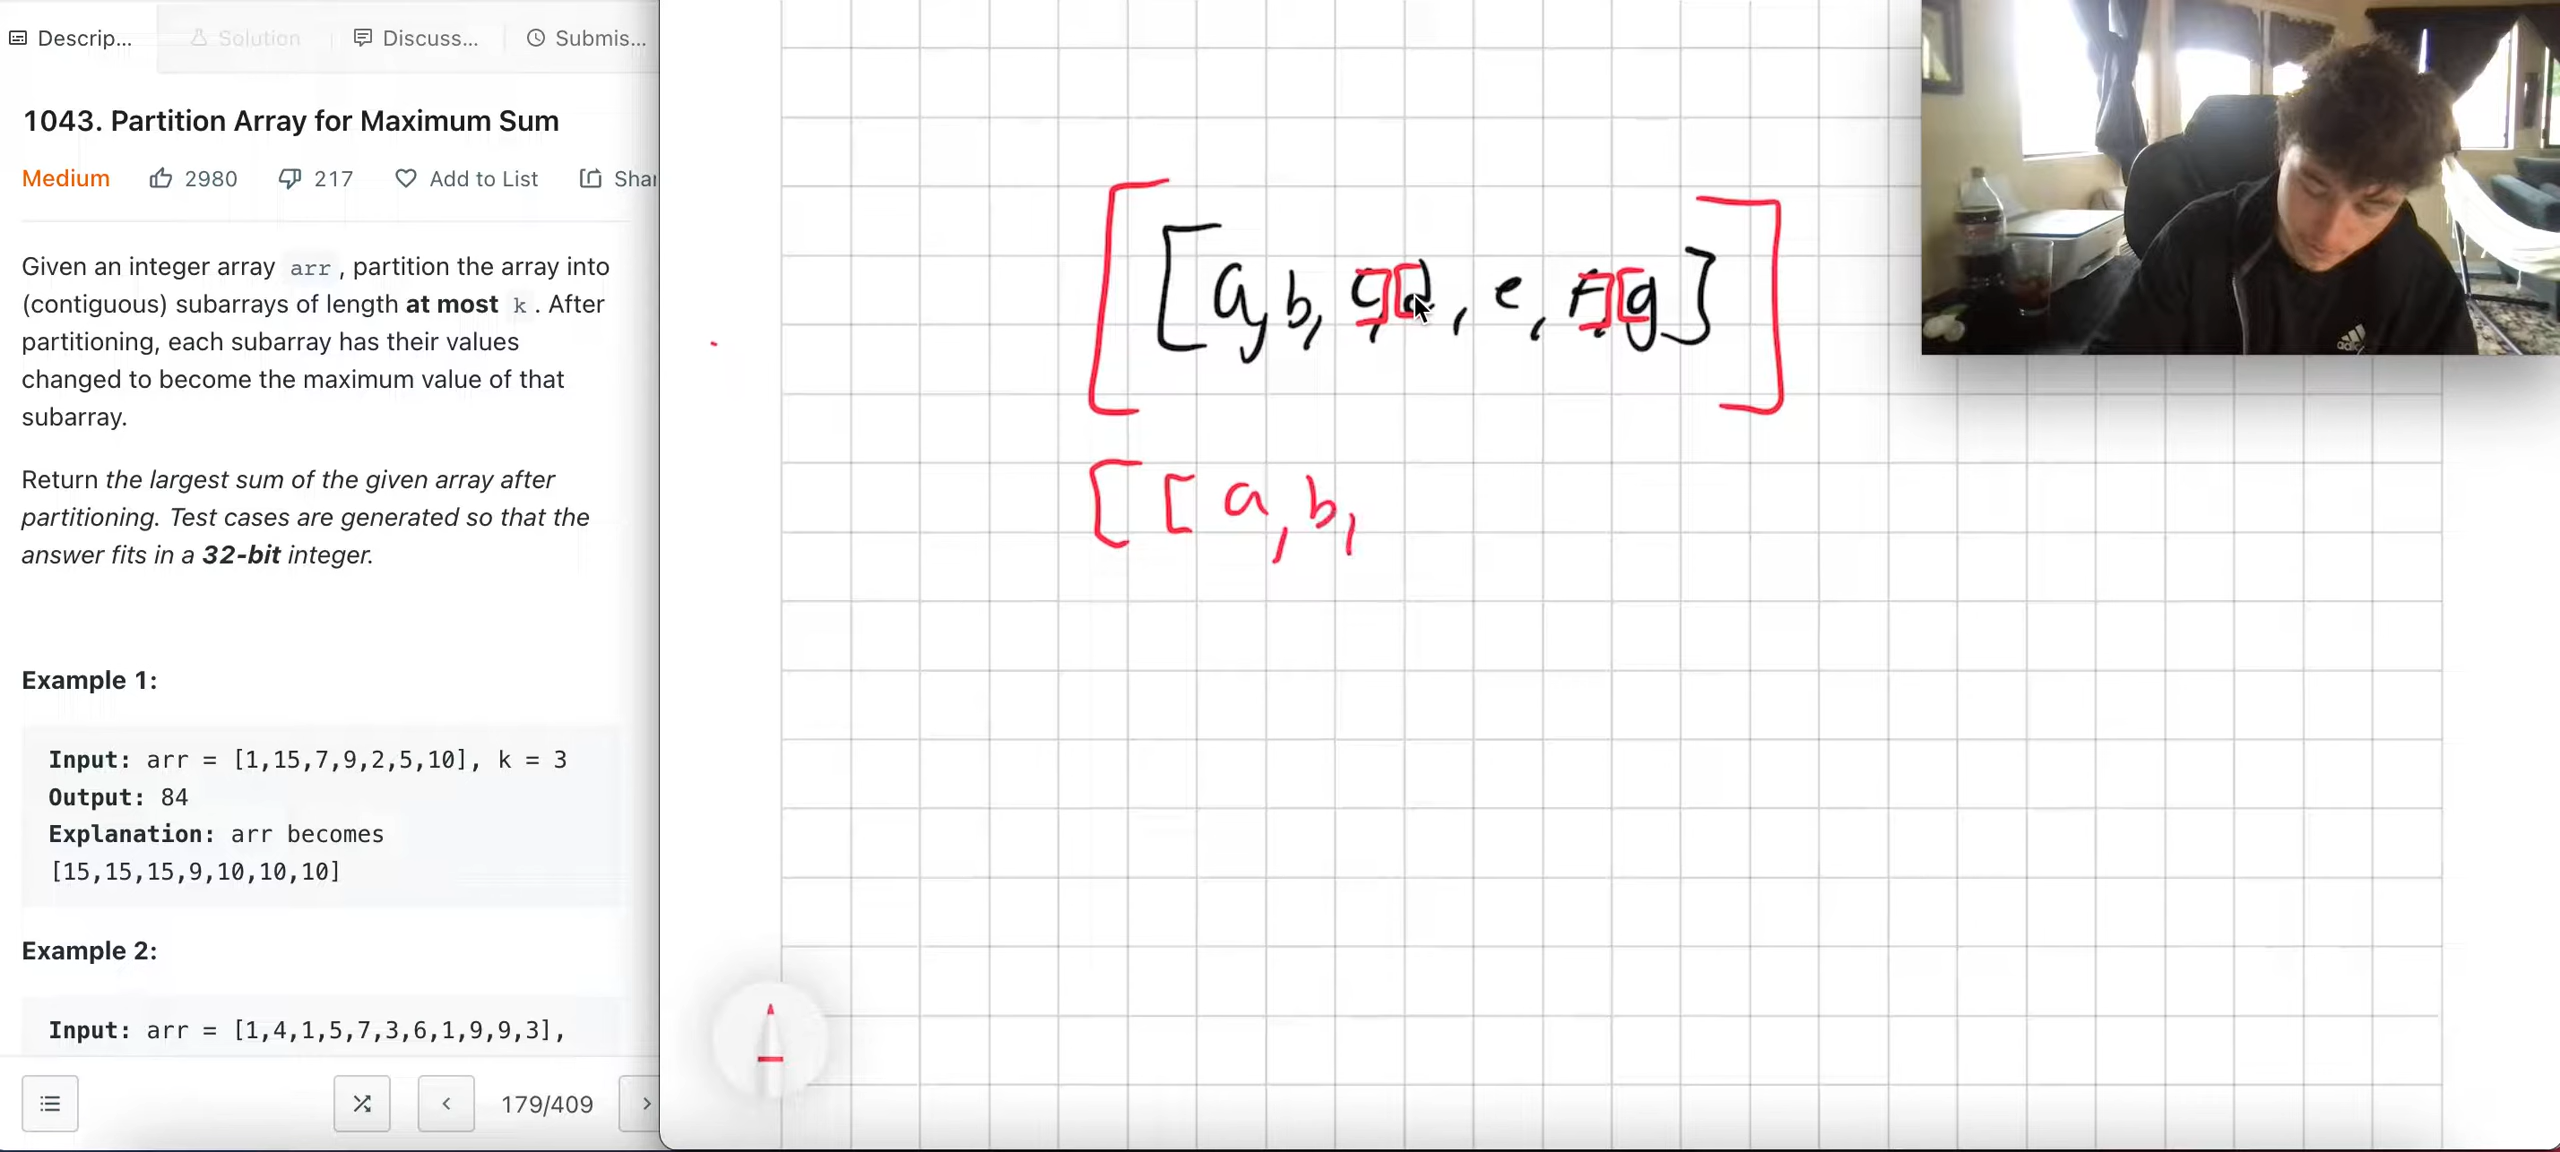 Descrip...
Solution
Discuss...
Submis...
1043. Partition Array for Maximum Sum
Medium 2980 217 Add to List Shar
Given an integer array arr , partition the array into
(contiguous) subarrays of length at most k . After
partitioning, each subarray has their values
changed to become the maximum value of that
subarray.
Return the largest sum of the given array after
partitioning. Test cases are generated so that the
answer fits in a 32-bit integer.
Example 1:
Input: arr = [1,15,7,9,2,5,10], k = 3
Output: 84
Explanation: arr becomes
[15,15,15,9,10,10,10]
Example 2:
Input: arr = [1,4,1,5,7,3,6,1,9,9,3],
179/409
[[a, b, c,][d, e, F,][g]]
[[a, b,
adidas